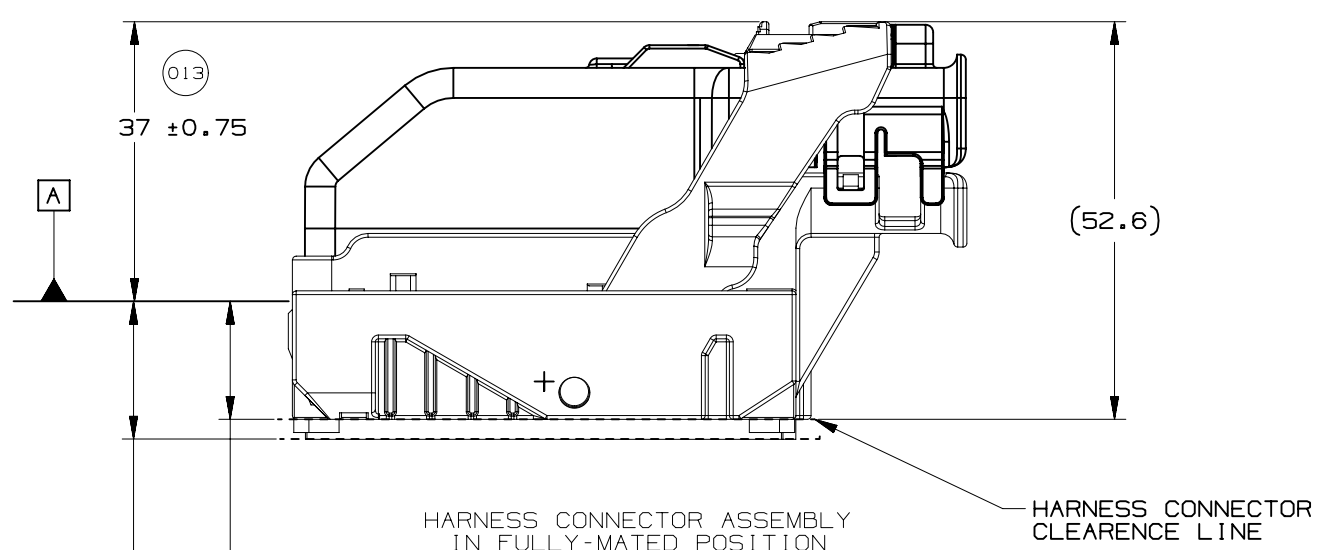 013
37 ±0.75
A
(52.6)
+
HARNESS CONNECTOR ASSEMBLY
IN FULLY-MATED POSITION
HARNESS CONNECTOR
CLEARENCE LINE